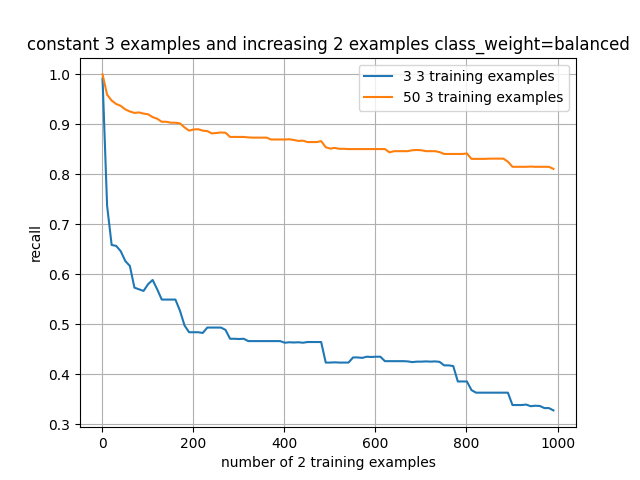 constant 3 examples and increasing 2 examples class_weight=balanced
3 3 training examples
50 3 training examples
recall
1.0
0.9
0.8
0.7
0.6
0.5
0.4
0.3
0 200 400 600 800 1000
number of 2 training examples